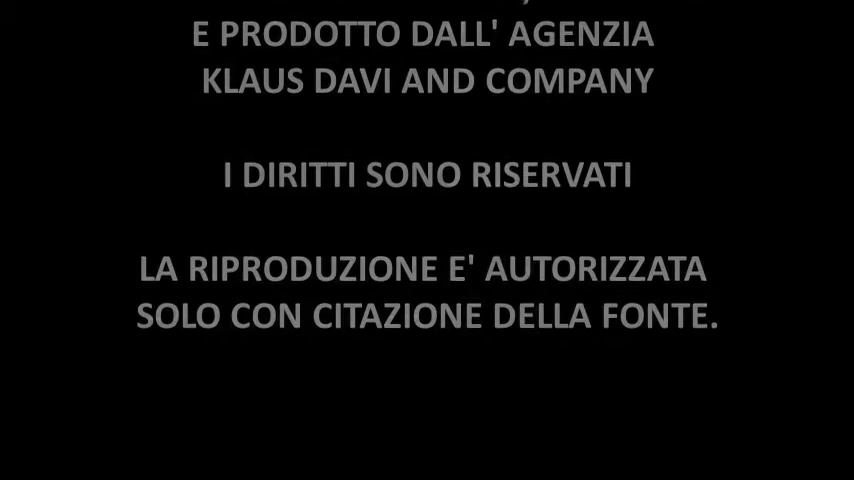 E PRODOTTO DALL' AGENZIA
KLAUS DAVI AND COMPANY
I DIRITTI SONO RISERVATI
LA RIPRODUZIONE E' AUTORIZZATA
SOLO CON CITAZIONE DELLA FONTE.